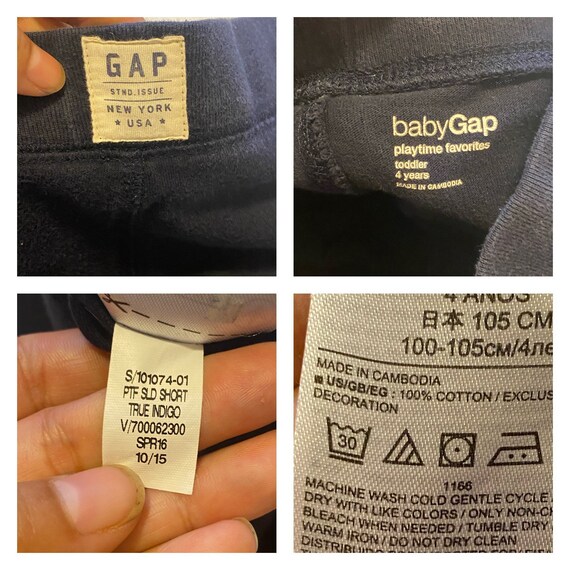 GAP
STND.ISSUE
NEW YORK
★ USA ★
babyGap
playtime favorites
toddler
4 years
MADE IN CAMBODIA
S/101074-01
PTF SLD SHORT
TRUE INDIGO
V/700062300
SPR16
10/15
4 AÑOS
日本 105 CM
100-105см/4ле
MADE IN CAMBODIA
■ US/GB/EG : 100% COTTON / EXCLUS
DECORATION
30
1166
MACHINE WASH COLD GENTLE CYCLE
DRY WITH LIKE COLORS / ONLY NON-
BLEACH WHEN NEEDED / TUMBLE DRY
WARM IRON / DO NOT DRY CLEAN